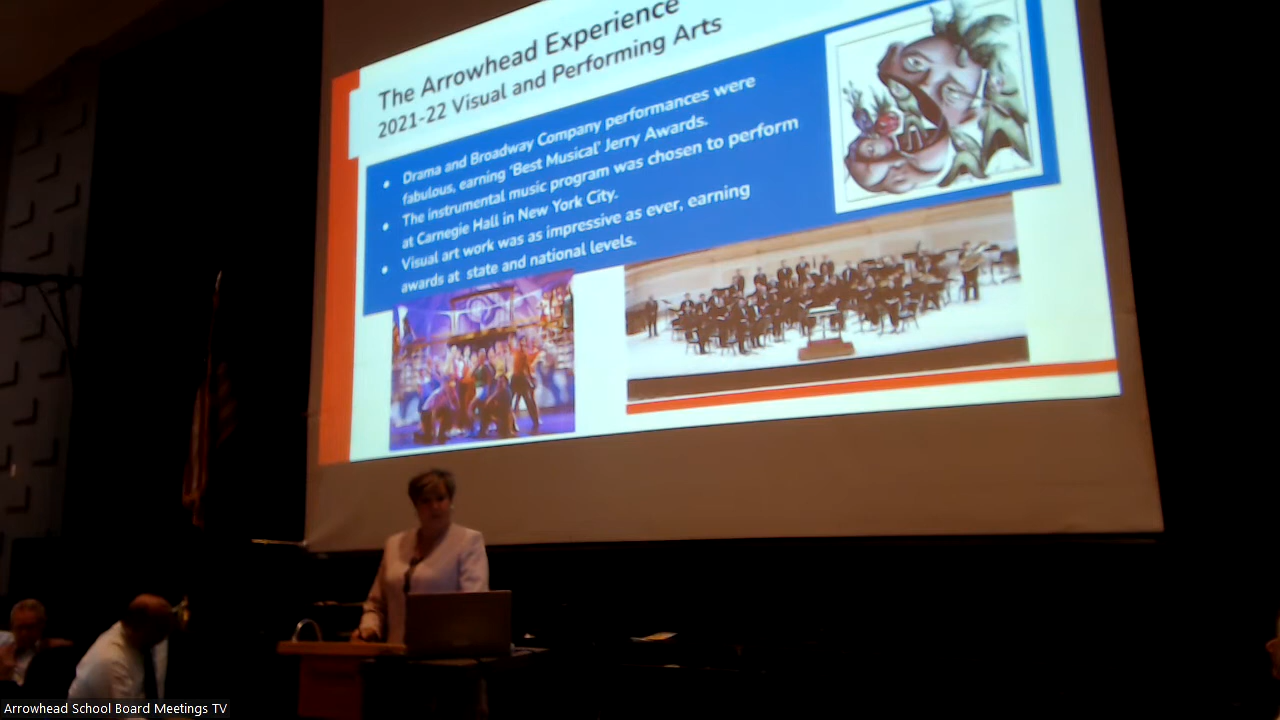 The Arrowhead Experience
2021-22 Visual and Performing Arts
• Drama and Broadway Company performances were
fabulous, earning 'Best Musical' Jerry Awards.
• The instrumental music program was chosen to perform
at Carnegie Hall in New York City.
• Visual art work was as impressive as ever, earning
awards at state and national levels.
Arrowhead School Board Meetings TV